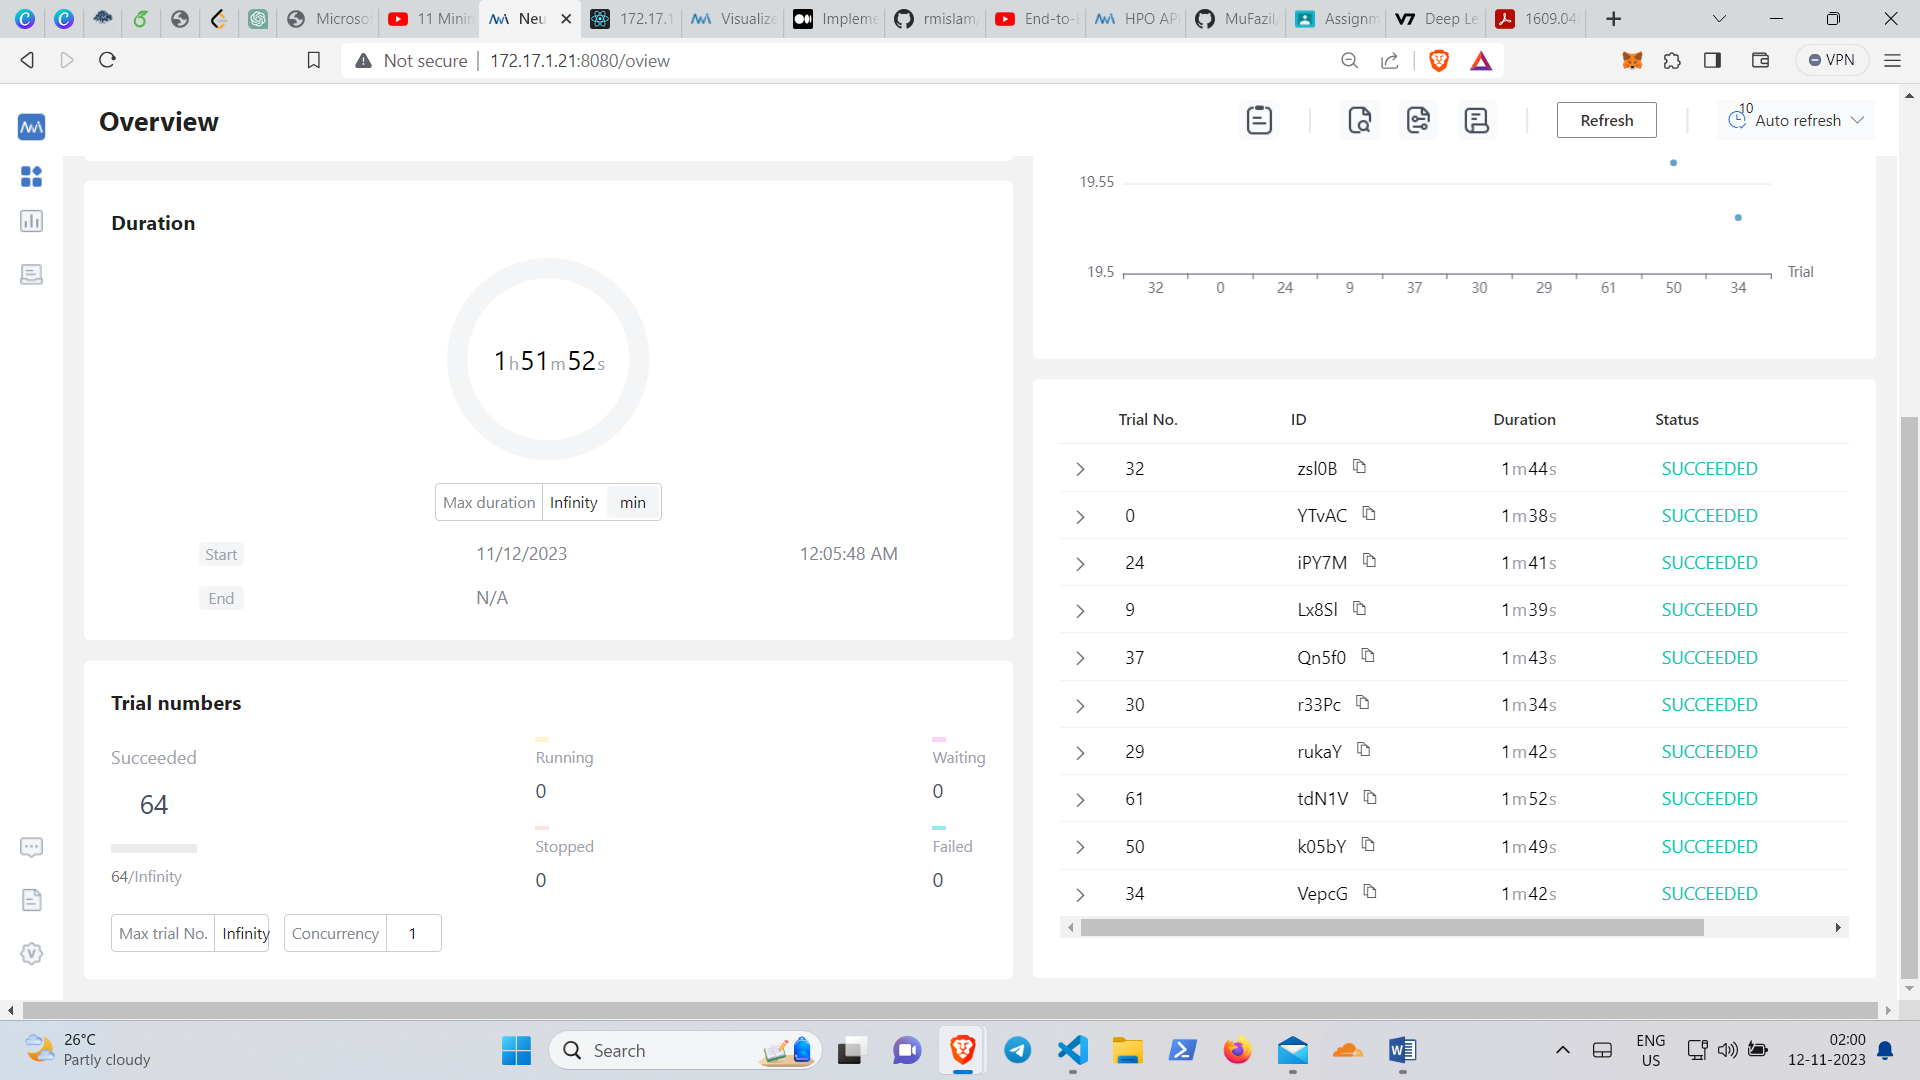 Microso
11 Minin
Neu
172.17.1
Visualize
Impleme
rmislam/
End-to-E
HPO AP
MuFazil/
Assignm
Deep Le
1609.04
Not secure
172.17.1.21:8080/oview
VPN
Overview
Refresh
10
Auto refresh
Duration
1h51m52s
Max duration Infinity min
Start 11/12/2023 12:05:48 AM
End N/A
Trial numbers
Succeeded
64
64/Infinity
Running
0
Waiting
0
Stopped
0
Failed
0
Max trial No. Infinity
Concurrency 1
19.55
19.5
Trial
32 0 24 9 37 30 29 61 50 34
Trial No. ID Duration Status
32 zsl0B 1m44s SUCCEEDED
0 YTvAC 1m38s SUCCEEDED
24 iPY7M 1m41s SUCCEEDED
9 Lx8Sl 1m39s SUCCEEDED
37 Qn5f0 1m43s SUCCEEDED
30 r33Pc 1m34s SUCCEEDED
29 rukaY 1m42s SUCCEEDED
61 tdN1V 1m52s SUCCEEDED
50 k05bY 1m49s SUCCEEDED
34 VepcG 1m42s SUCCEEDED
26°C
Partly cloudy
Search
ENG
US
02:00
12-11-2023